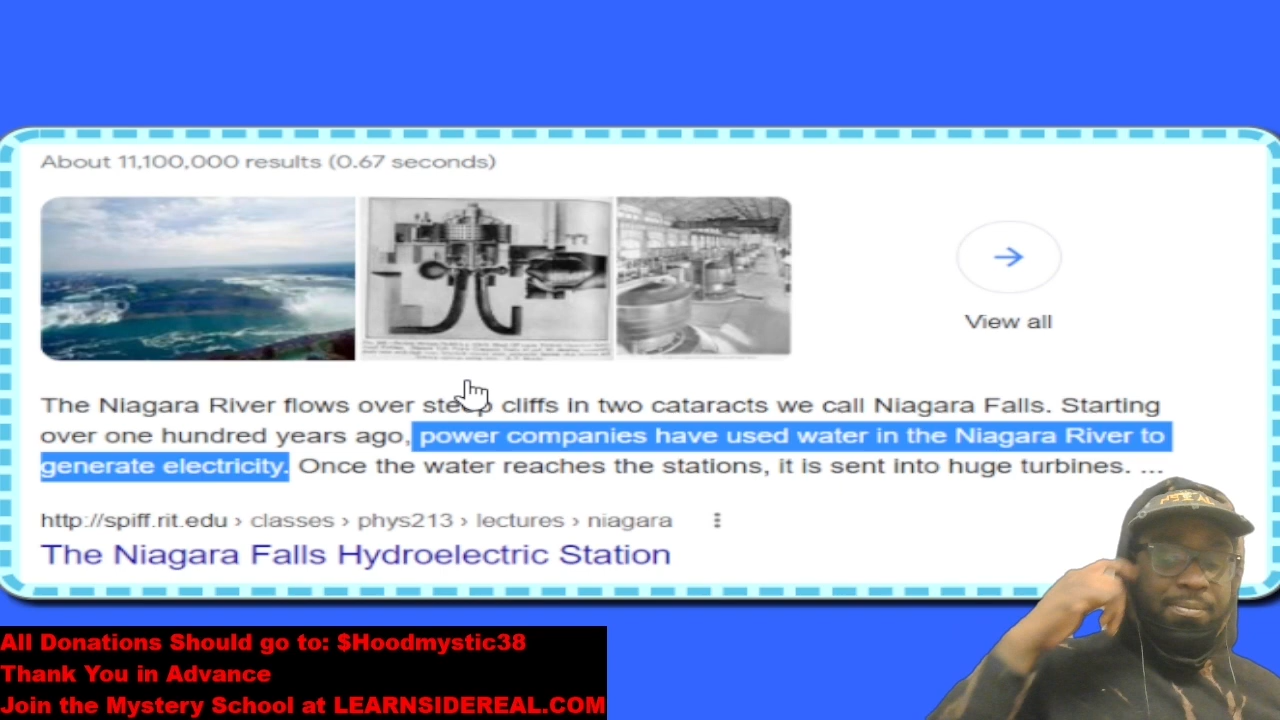 About 11,100,000 results (0.67 seconds)
View all
The Niagara River flows over steep cliffs in two cataracts we call Niagara Falls. Starting
over one hundred years ago, power companies have used water in the Niagara River to
generate electricity. Once the water reaches the stations, it is sent into huge turbines. ...
http://spiff.rit.edu › classes › phys213 › lectures › niagara
The Niagara Falls Hydroelectric Station
All Donations Should go to: $Hoodmystic38
Thank You in Advance
Join the Mystery School at LEARNSIDEREAL.COM